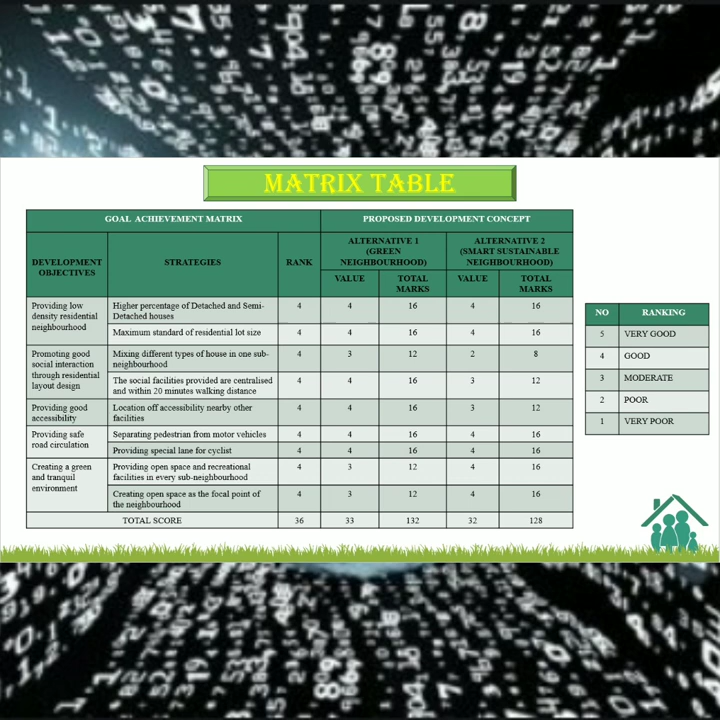 MATRIX TABLE
GOAL ACHIEVEMENT MATRIX PROPOSED DEVELOPMENT CONCEPT
DEVELOPMENT OBJECTIVES STRATEGIES RANK ALTERNATIVE 1 (GREEN NEIGHBOURHOOD) ALTERNATIVE 2 (SMART SUSTAINABLE NEIGHBOURHOOD)
VALUE TOTAL MARKS VALUE TOTAL MARKS
Providing low density residential neighbourhood Higher percentage of Detached and Semi-Detached houses 4 4 16 4 16
Maximum standard of residential lot size 4 4 16 4 16
Promoting good social interaction through residential layout design Mixing different types of house in one sub-neighbourhood 4 3 12 2 8
The social facilities provided are centralised and within 20 minutes walking distance 4 4 16 3 12
Providing good accessibility Location off accessibility nearby other facilities 4 4 16 3 12
Providing safe road circulation Separating pedestrian from motor vehicles 4 4 16 4 16
Providing special lane for cyclist 4 4 16 4 16
Creating a green and tranquil environment Providing open space and recreational facilities in every sub-neighbourhood 4 3 12 4 16
Creating open space as the focal point of the neighbourhood 4 3 12 4 16
TOTAL SCORE 36 33 132 32 128
NO RANKING
5 VERY GOOD
4 GOOD
3 MODERATE
2 POOR
1 VERY POOR